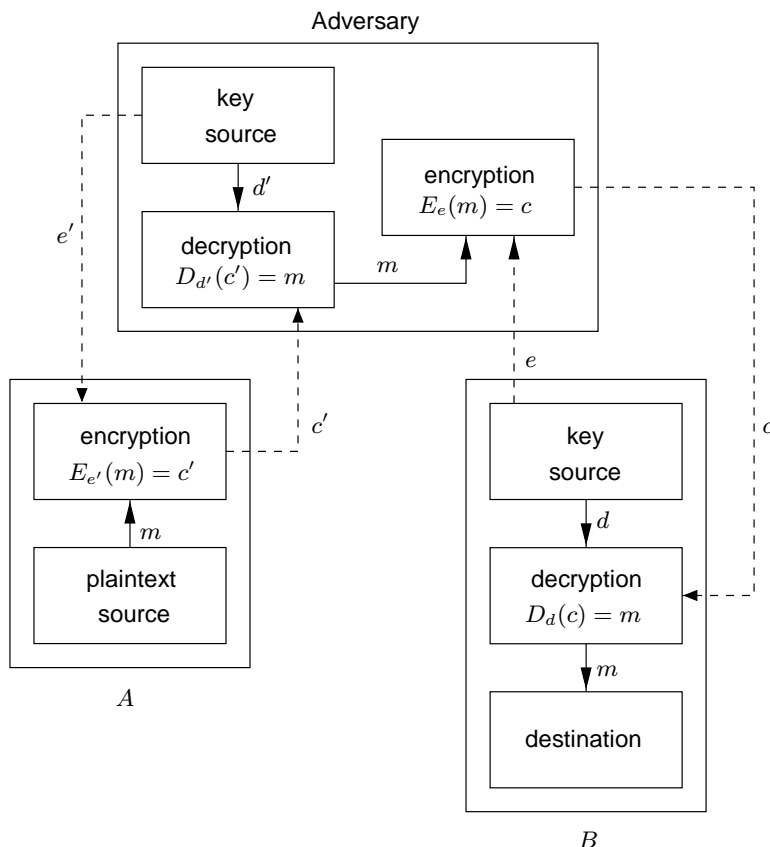 Adversary
key
source
d′
encryption
E_e(m) = c
e′
decryption
D_{d′}(c′) = m
m
e
c′
c
encryption
E_{e′}(m) = c′
m
plaintext
source
A
key
source
d
decryption
D_d(c) = m
m
destination
B